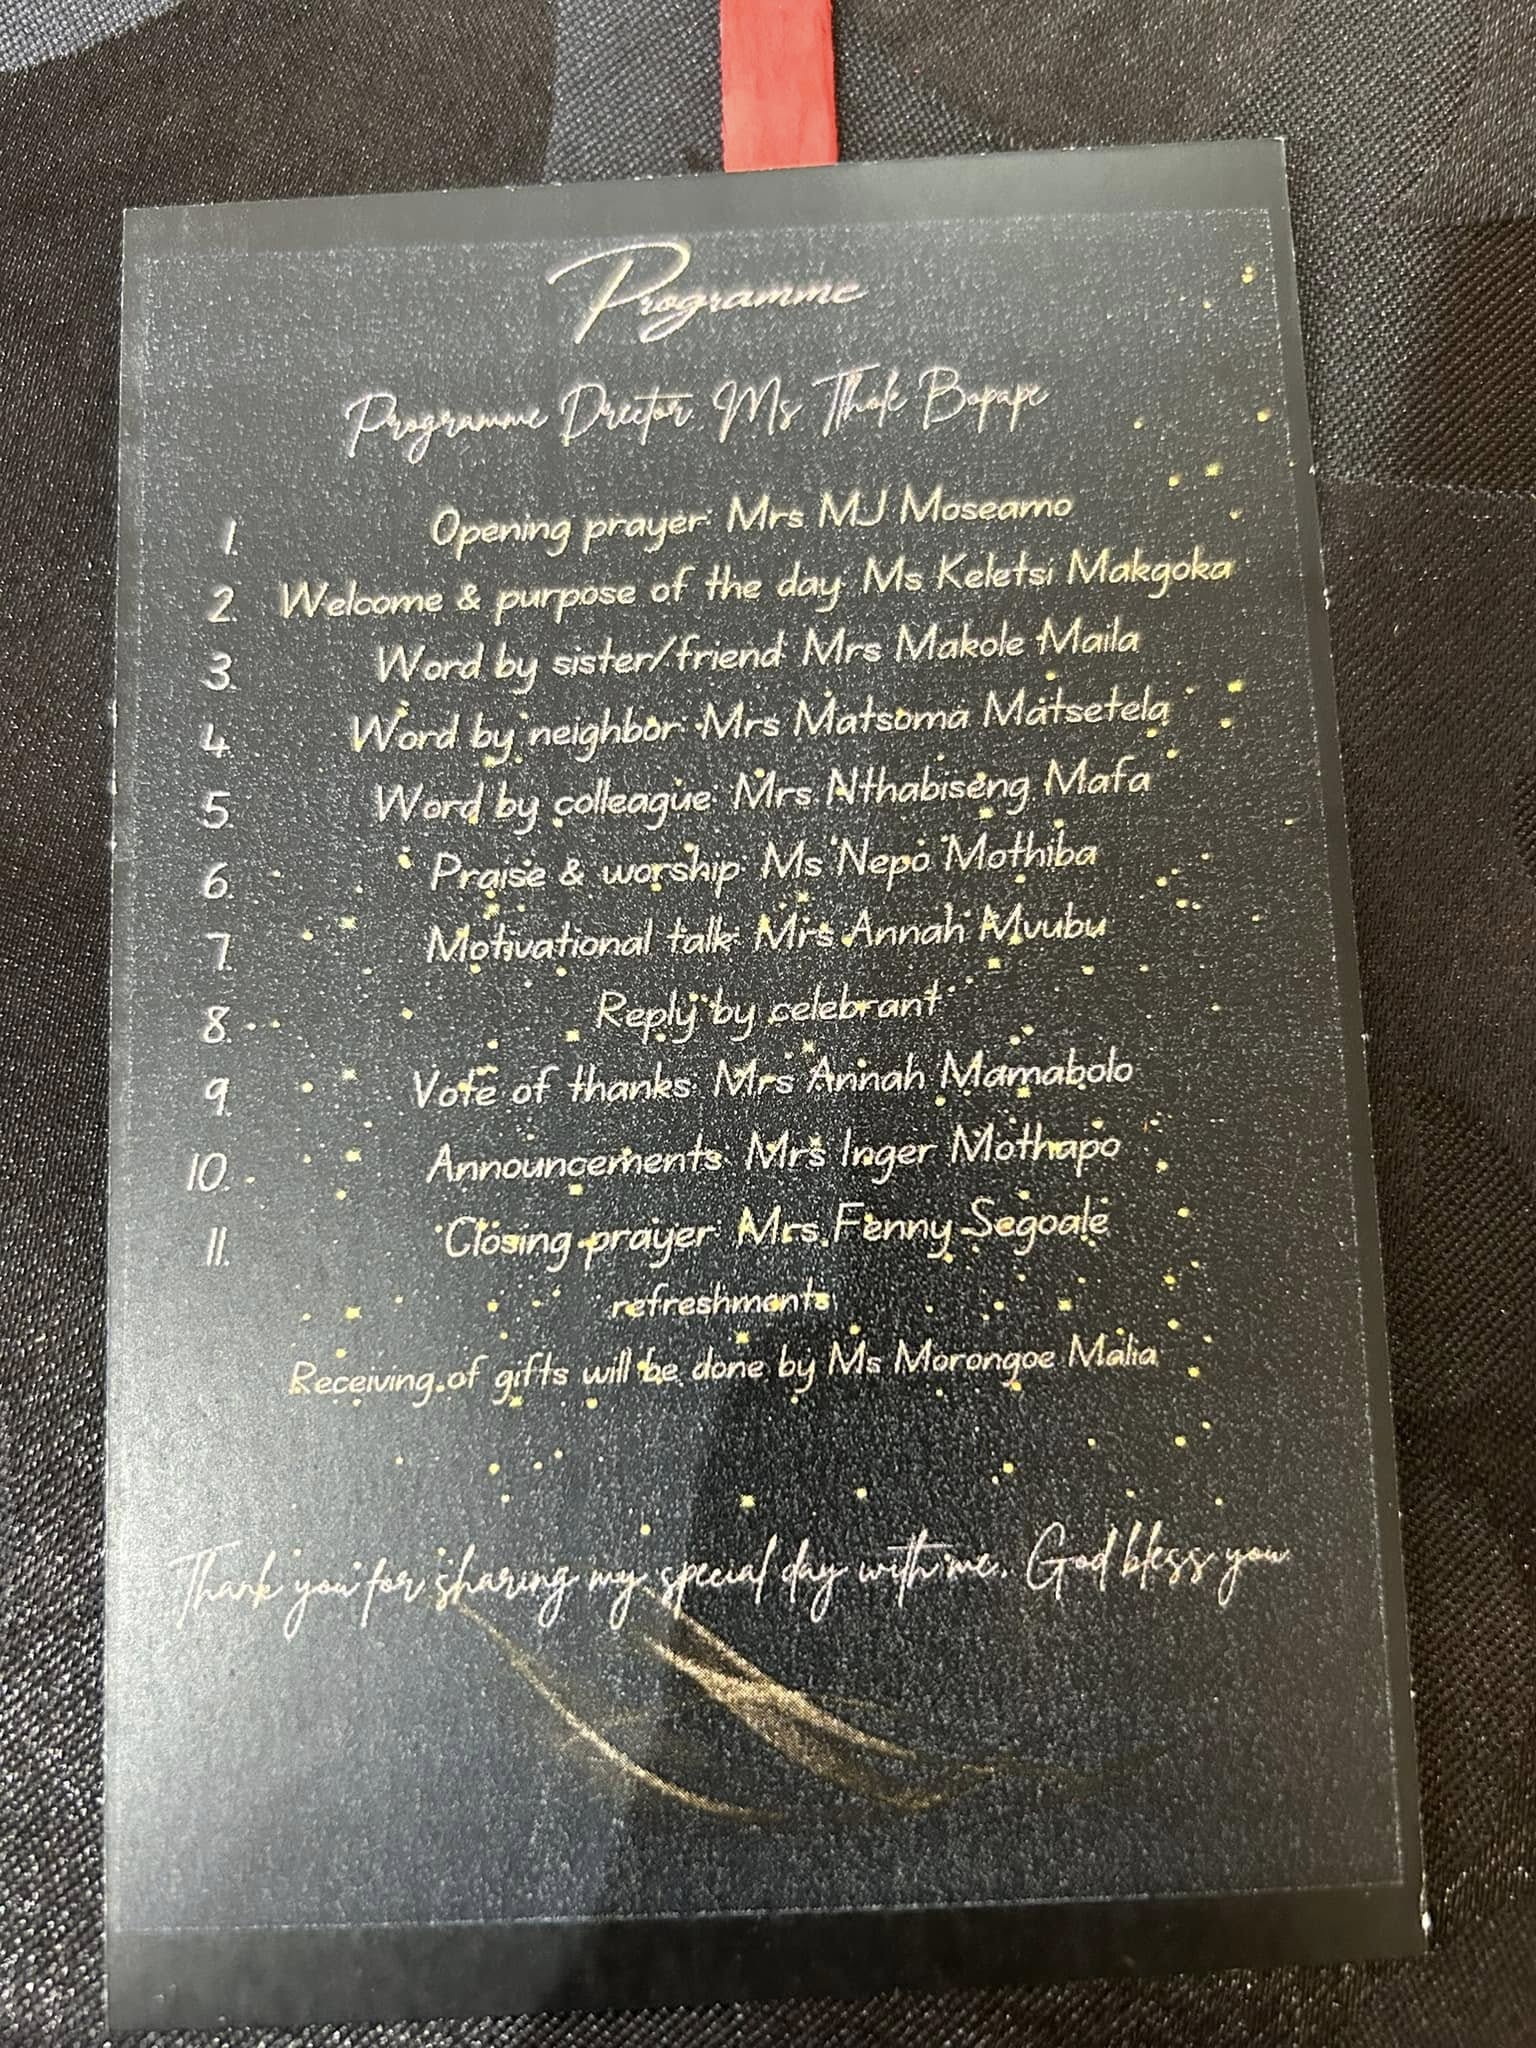 Programme
Programme Director: Ms Thole Bopape
1. Opening prayer: Mrs MJ Moseamo
2. Welcome & purpose of the day: Ms Keletsi Makgoka
3. Word by sister/friend: Mrs Makole Maila
4. Word by neighbor: Mrs Matsoma Matsetela
5. Word by colleague: Mrs Nthabiseng Mafa
6. Praise & worship: Ms Nepo Mothiba
7. Motivational talk: Mrs Annah Mvubu
8. Reply by celebrant
9. Vote of thanks: Mrs Annah Mamabolo
10. Announcements: Mrs Inger Mothapo
11. Closing prayer: Mrs Fenny Segoale
refreshments
Receiving of gifts will be done by Ms Morongoe Malia
Thank you for sharing my special day with me. God bless you